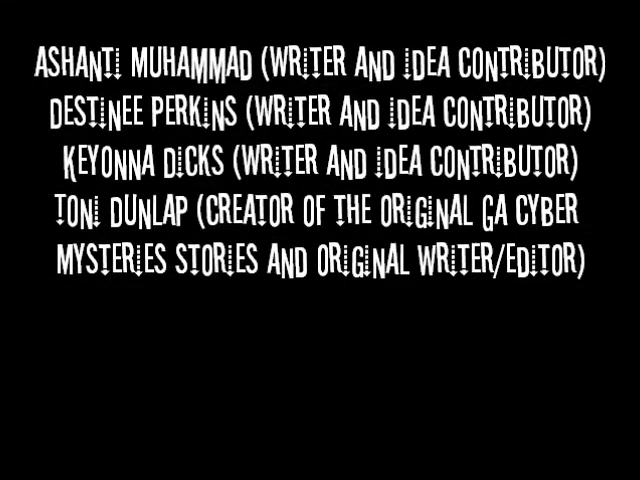 ASHANTi MUHAMMAD (WRiTER AND iDEA CONTRiBUTOR)
DESTiNEE PERKiNS (WRiTER AND iDEA CONTRiBUTOR)
KEYONNA DiCKS (WRiTER AND iDEA CONTRiBUTOR)
TONi DUNLAP (CREATOR OF THE ORiGiNAL GA CYBER
MYSTERiES STORiES AND ORiGiNAL WRiTER/EDiTOR)